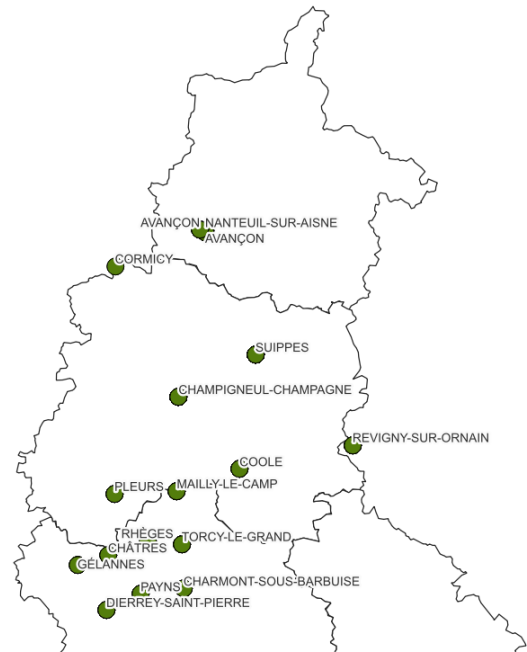 AVANÇON NANTEUIL-SUR-AISNE
AVANÇON
CORMICY
SUIPPES
CHAMPIGNEUL-CHAMPAGNE
REVIGNY-SUR-ORNAIN
COOLE
PLEURS
MAILLY-LE-CAMP
RHÈGES
TORCY-LE-GRAND
CHÂTRES
GÉLANNES
CHARMONT-SOUS-BARBUISE
PAYNS
DIERREY-SAINT-PIERRE